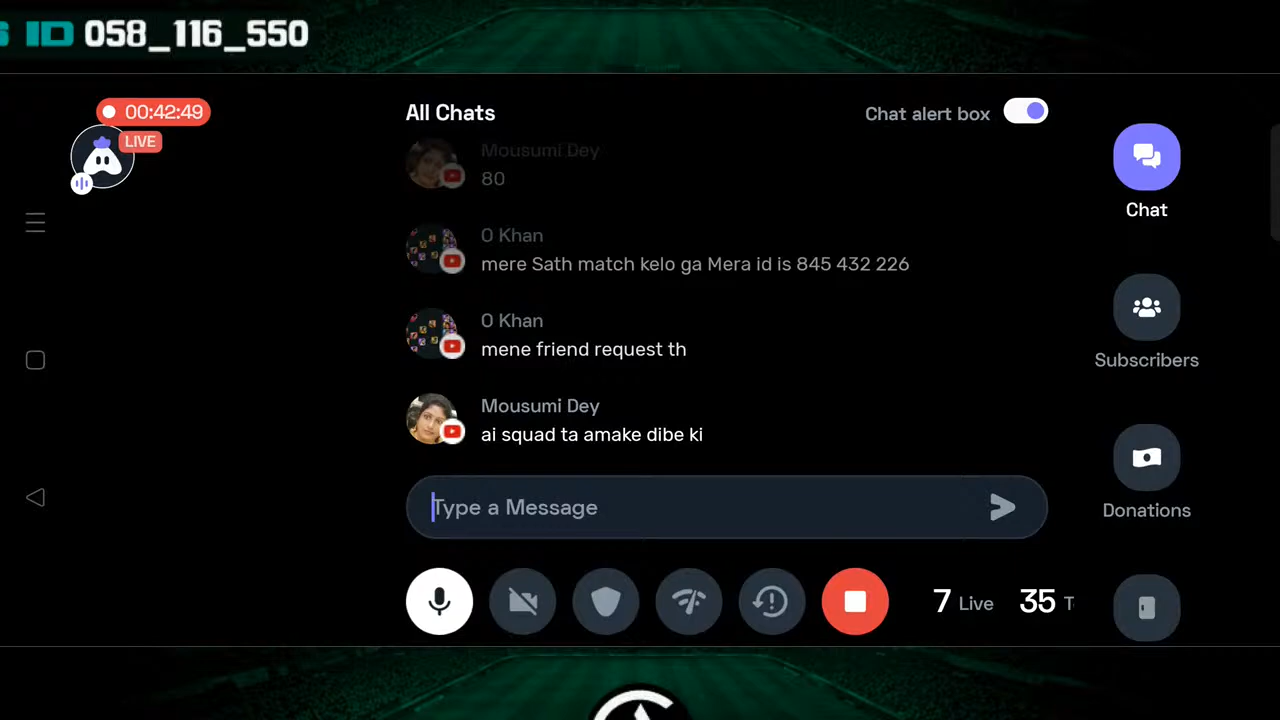 ID 058_116_550
00:42:49
LIVE
All Chats
Chat alert box
Mousumi Dey
80
O Khan
mere Sath match kelo ga Mera id is 845 432 226
O Khan
mene friend request th
Mousumi Dey
ai squad ta amake dibe ki
Type a Message
7 Live
35
Chat
Subscribers
Donations